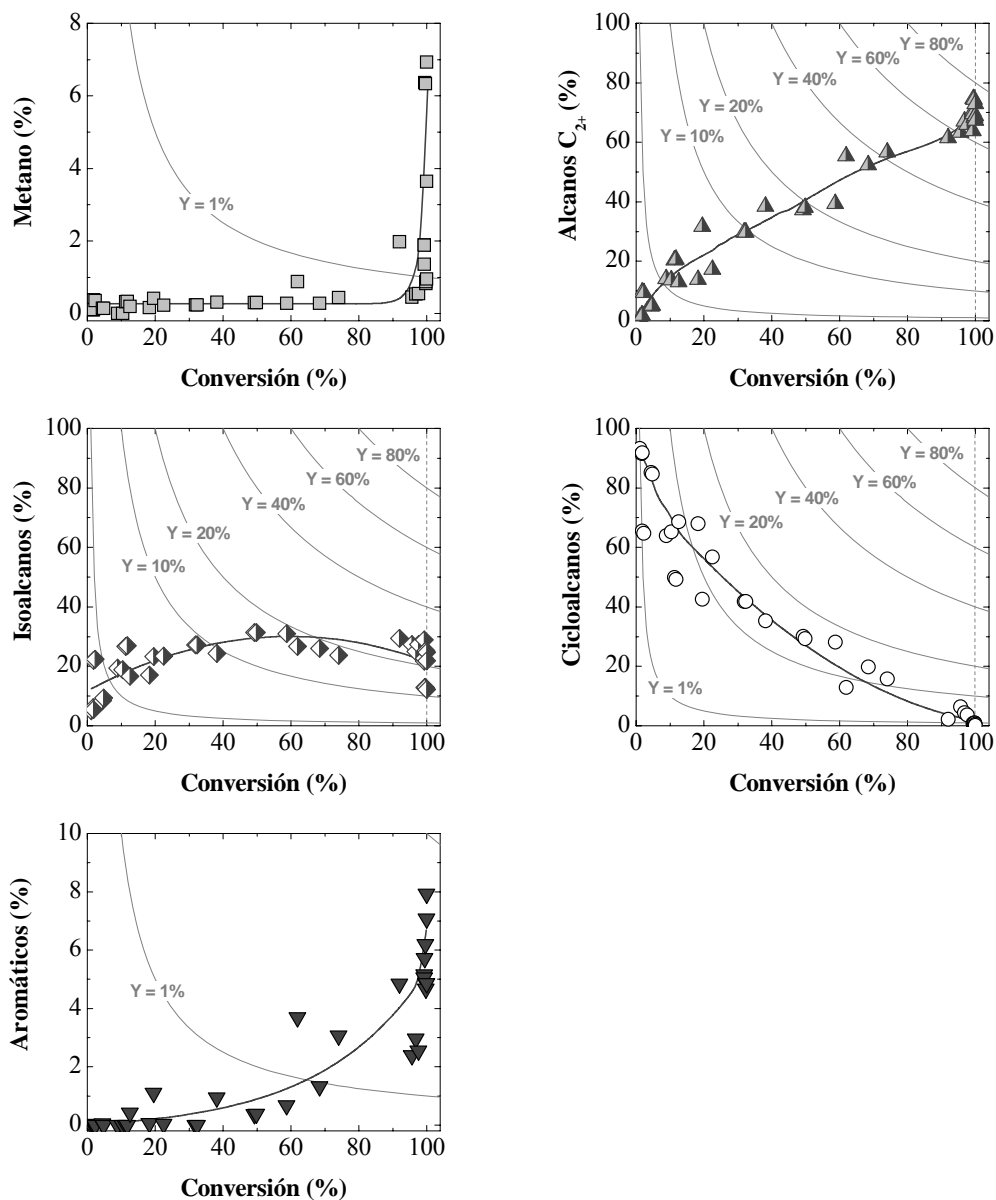 Metano (%)
8
6
4
2
0
Y = 1%
0 20 40 60 80 100
Conversión (%)
Alcanos C2+ (%)
100
80
60
40
20
0
Y = 80%
Y = 60%
Y = 40%
Y = 20%
Y = 10%
0 20 40 60 80 100
Conversión (%)
Isoalcanos (%)
100
80
60
40
20
0
Y = 80%
Y = 60%
Y = 40%
Y = 20%
Y = 10%
0 20 40 60 80 100
Conversión (%)
Cicloalcanos (%)
100
80
60
40
20
0
Y = 80%
Y = 60%
Y = 40%
Y = 20%
Y = 1%
0 20 40 60 80 100
Conversión (%)
Aromáticos (%)
10
8
6
4
2
0
Y = 1%
0 20 40 60 80 100
Conversión (%)